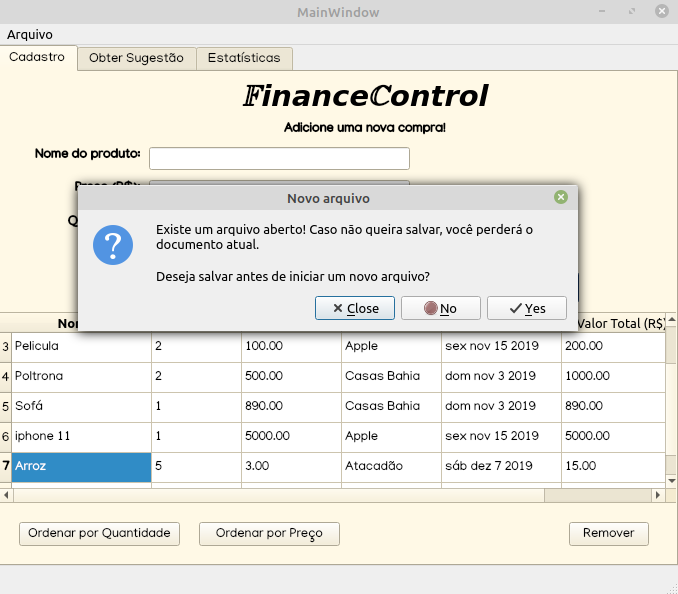 MainWindow
Arquivo
Cadastro Obter Sugestão Estatísticas
𝔽inanceℂontrol
Adicione uma nova compra!
Nome do produto:
Novo arquivo
Existe um arquivo aberto! Caso não queira salvar, você perderá o
documento atual.
Deseja salvar antes de iniciar um novo arquivo?
Close No Yes
Valor Total (R$)
3 Pelicula 2 100.00 Apple sex nov 15 2019 200.00
4 Poltrona 2 500.00 Casas Bahia dom nov 3 2019 1000.00
5 Sofá 1 890.00 Casas Bahia dom nov 3 2019 890.00
6 iphone 11 1 5000.00 Apple sex nov 15 2019 5000.00
7 Arroz 5 3.00 Atacadão sáb dez 7 2019 15.00
Ordenar por Quantidade Ordenar por Preço Remover